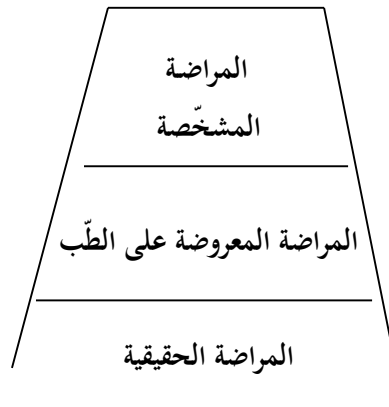 المراضة
المشخّصة
المراضة المعروضة على الطّب
المراضة الحقيقية